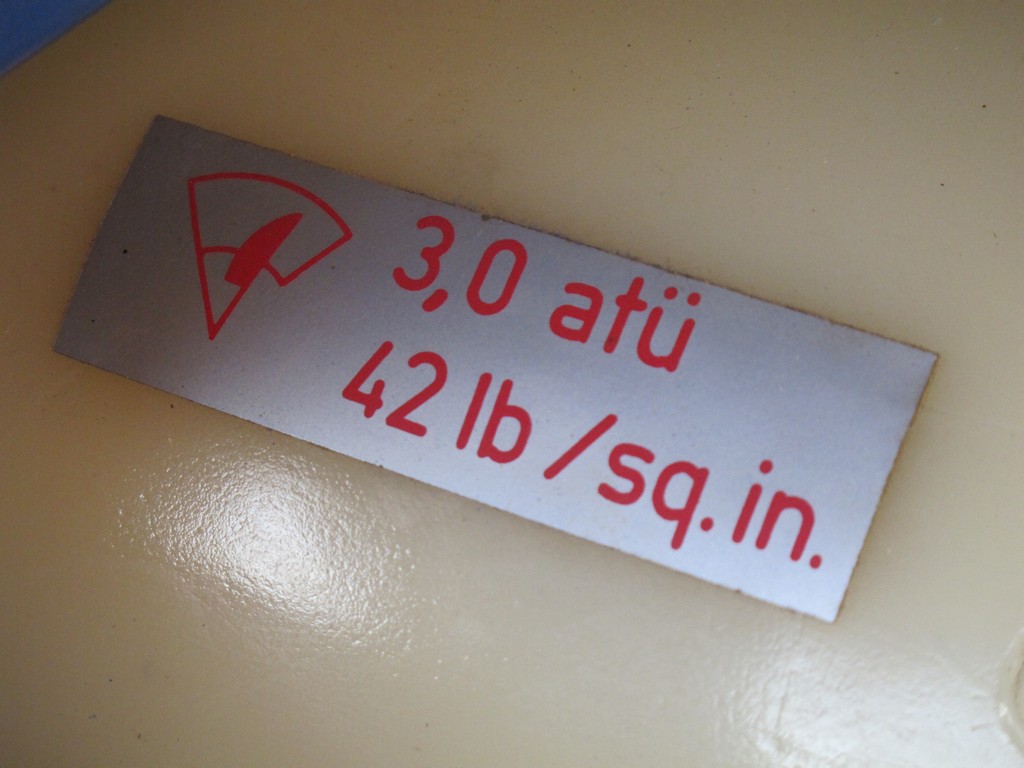 3,0 atü
42 lb/sq.in.